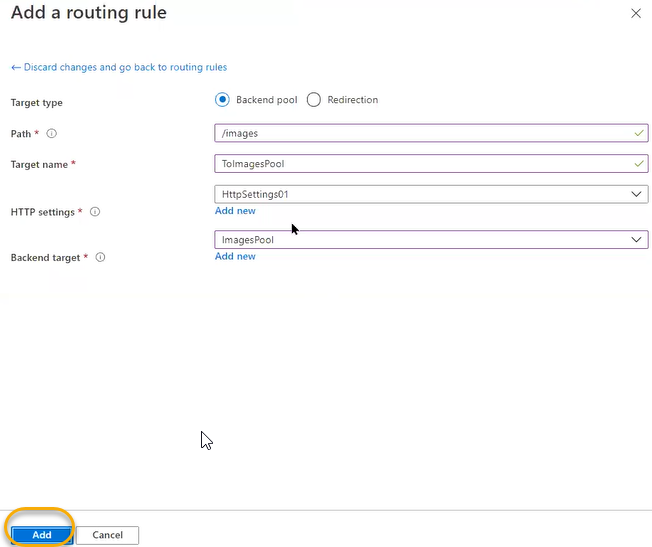 Add a routing rule
← Discard changes and go back to routing rules
Target type Backend pool Redirection
Path * /images
Target name * ToImagesPool
HttpSettings01
HTTP settings * Add new
ImagesPool
Backend target * Add new
Add Cancel